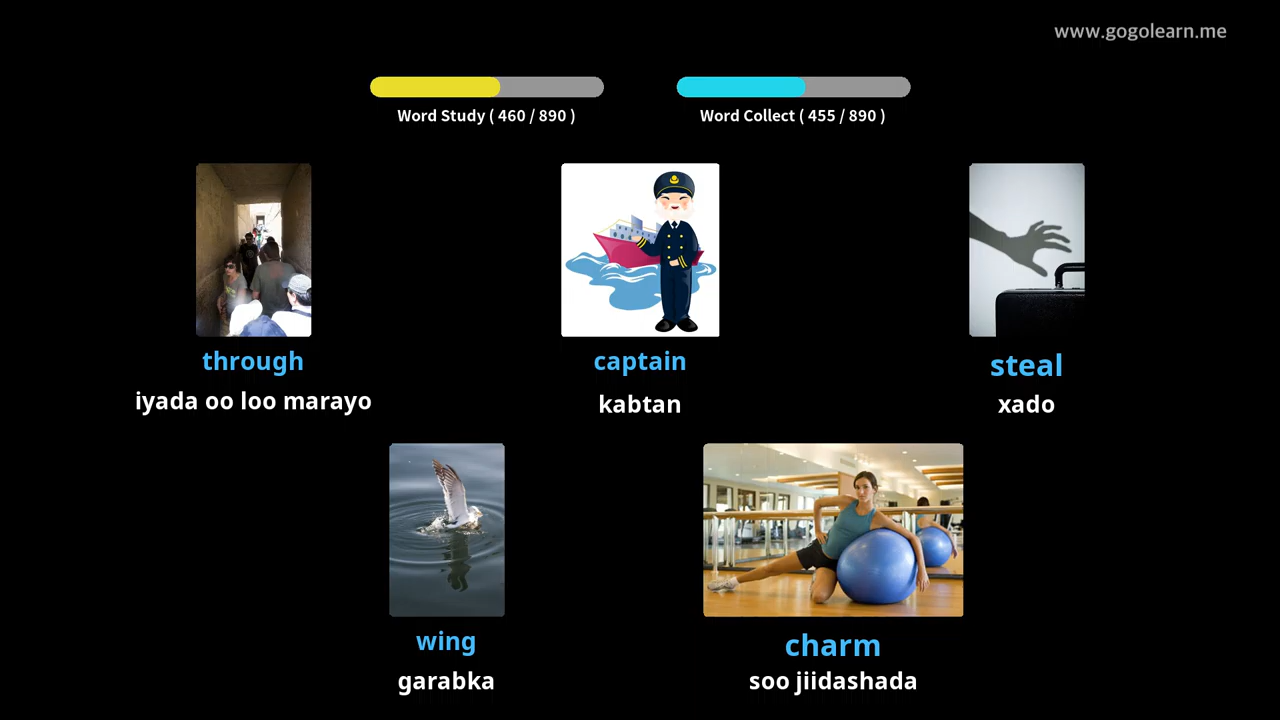 www.gogolearn.me
Word Study ( 460 / 890 )
Word Collect ( 455 / 890 )
through
iyada oo loo marayo
captain
kabtan
steal
xado
wing
garabka
charm
soo jiidashada